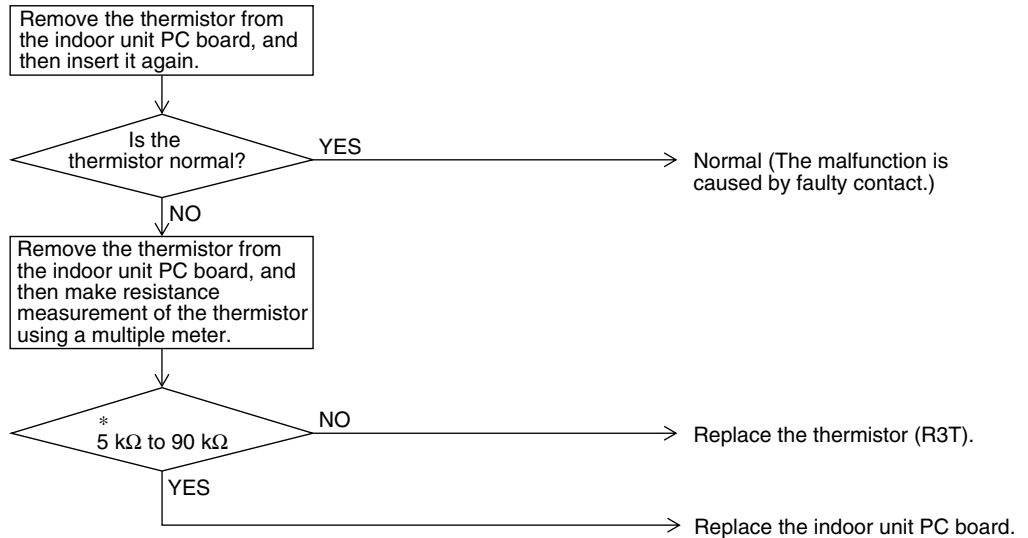 Remove the thermistor from
the indoor unit PC board, and
then insert it again.
Is the
thermistor normal?
YES
Normal (The malfunction is
caused by faulty contact.)
NO
Remove the thermistor from
the indoor unit PC board, and
then make resistance
measurement of the thermistor
using a multiple meter.
*
5 kΩ to 90 kΩ
NO
Replace the thermistor (R3T).
YES
Replace the indoor unit PC board.